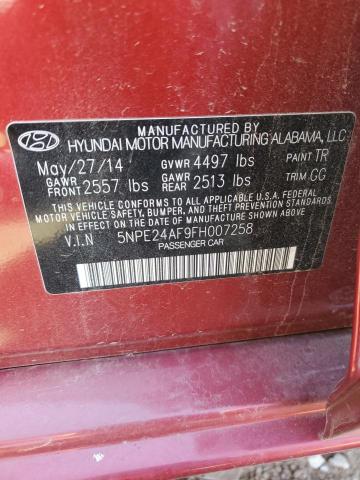 MANUFACTURED BY
HYUNDAI MOTOR MANUFACTURING ALABAMA, LLC
May/27/14 GVWR 4497 lbs PAINT TR
GAWR FRONT 2557 lbs GAWR REAR 2513 lbs TRIM GG
THIS VEHICLE CONFORMS TO ALL APPLICABLE U.S.A. FEDERAL
MOTOR VEHICLE SAFETY, BUMPER, AND THEFT PREVENTION STANDARDS
IN EFFECT ON THE DATE OF MANUFACTURE SHOWN ABOVE.
V.I.N 5NPE24AF9FH007258
PASSENGER CAR